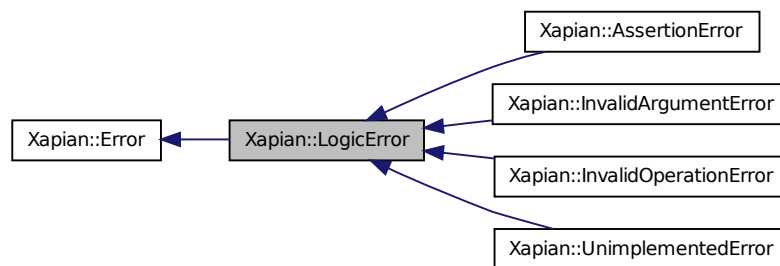 Xapian::AssertionError
Xapian::InvalidArgumentError
Xapian::Error
Xapian::LogicError
Xapian::InvalidOperationError
Xapian::UnimplementedError